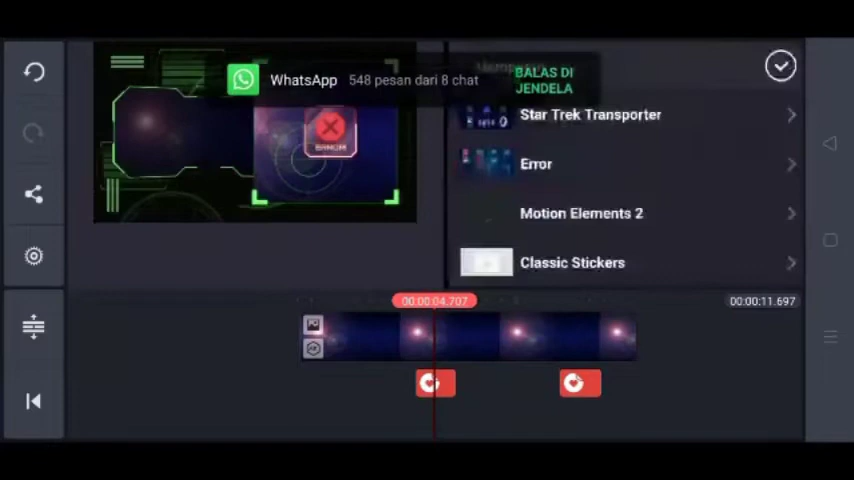 WhatsApp 548 pesan dari 8 chat
BALAS DI
JENDELA
Star Trek Transporter
Error
Motion Elements 2
Classic Stickers
ERROR
00:00:04.707
00:00:11.697